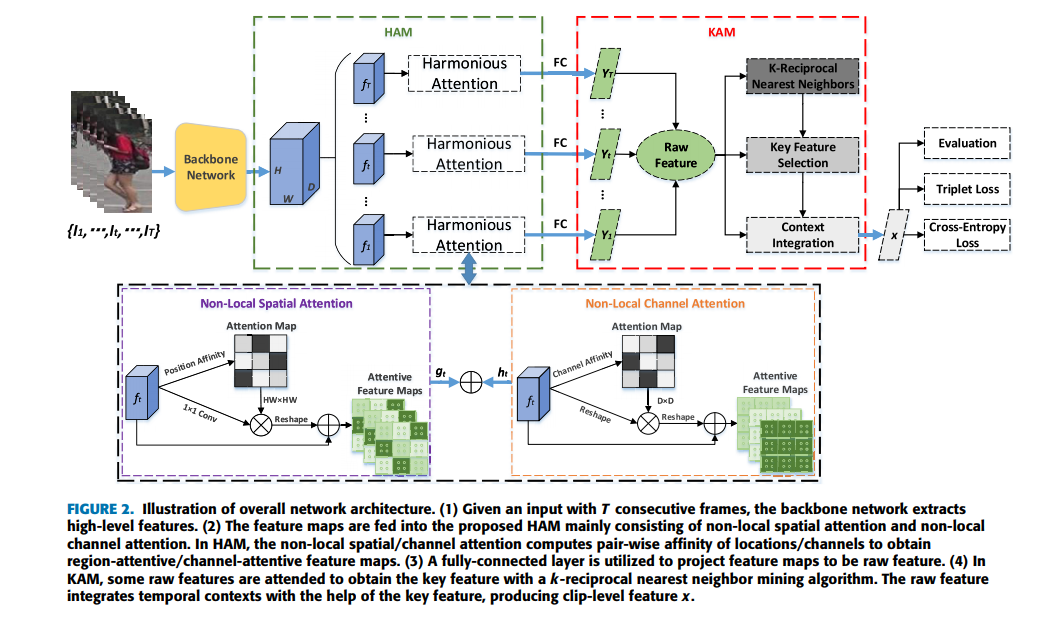 HAM
KAM
f_T
Harmonious
Attention
FC
Y_T
K-Reciprocal
Nearest Neighbors
⋮
⋮
Backbone
Network
H
D
W
f_t
Harmonious
Attention
FC
Y_t
Raw
Feature
Key Feature
Selection
Evaluation
Triplet Loss
{I1, ⋯,It, ⋯,IT}
⋮
⋮
f_1
Harmonious
Attention
FC
Y_1
Context
Integration
x
Cross-Entropy
Loss
Non-Local Spatial Attention
Attention Map
Position Affinity
f_t
1×1 Conv
HW×HW
Reshape
Attentive
Feature Maps
g_t
h_t
Non-Local Channel Attention
Attention Map
Channel Affinity
f_t
Reshape
D×D
Reshape
Attentive
Feature Maps
FIGURE 2. Illustration of overall network architecture. (1) Given an input with T consecutive frames, the backbone network extracts
high-level features. (2) The feature maps are fed into the proposed HAM mainly consisting of non-local spatial attention and non-local
channel attention. In HAM, the non-local spatial/channel attention computes pair-wise affinity of locations/channels to obtain
region-attentive/channel-attentive feature maps. (3) A fully-connected layer is utilized to project feature maps to be raw feature. (4) In
KAM, some raw features are attended to obtain the key feature with a k-reciprocal nearest neighbor mining algorithm. The raw feature
integrates temporal contexts with the help of the key feature, producing clip-level feature x.